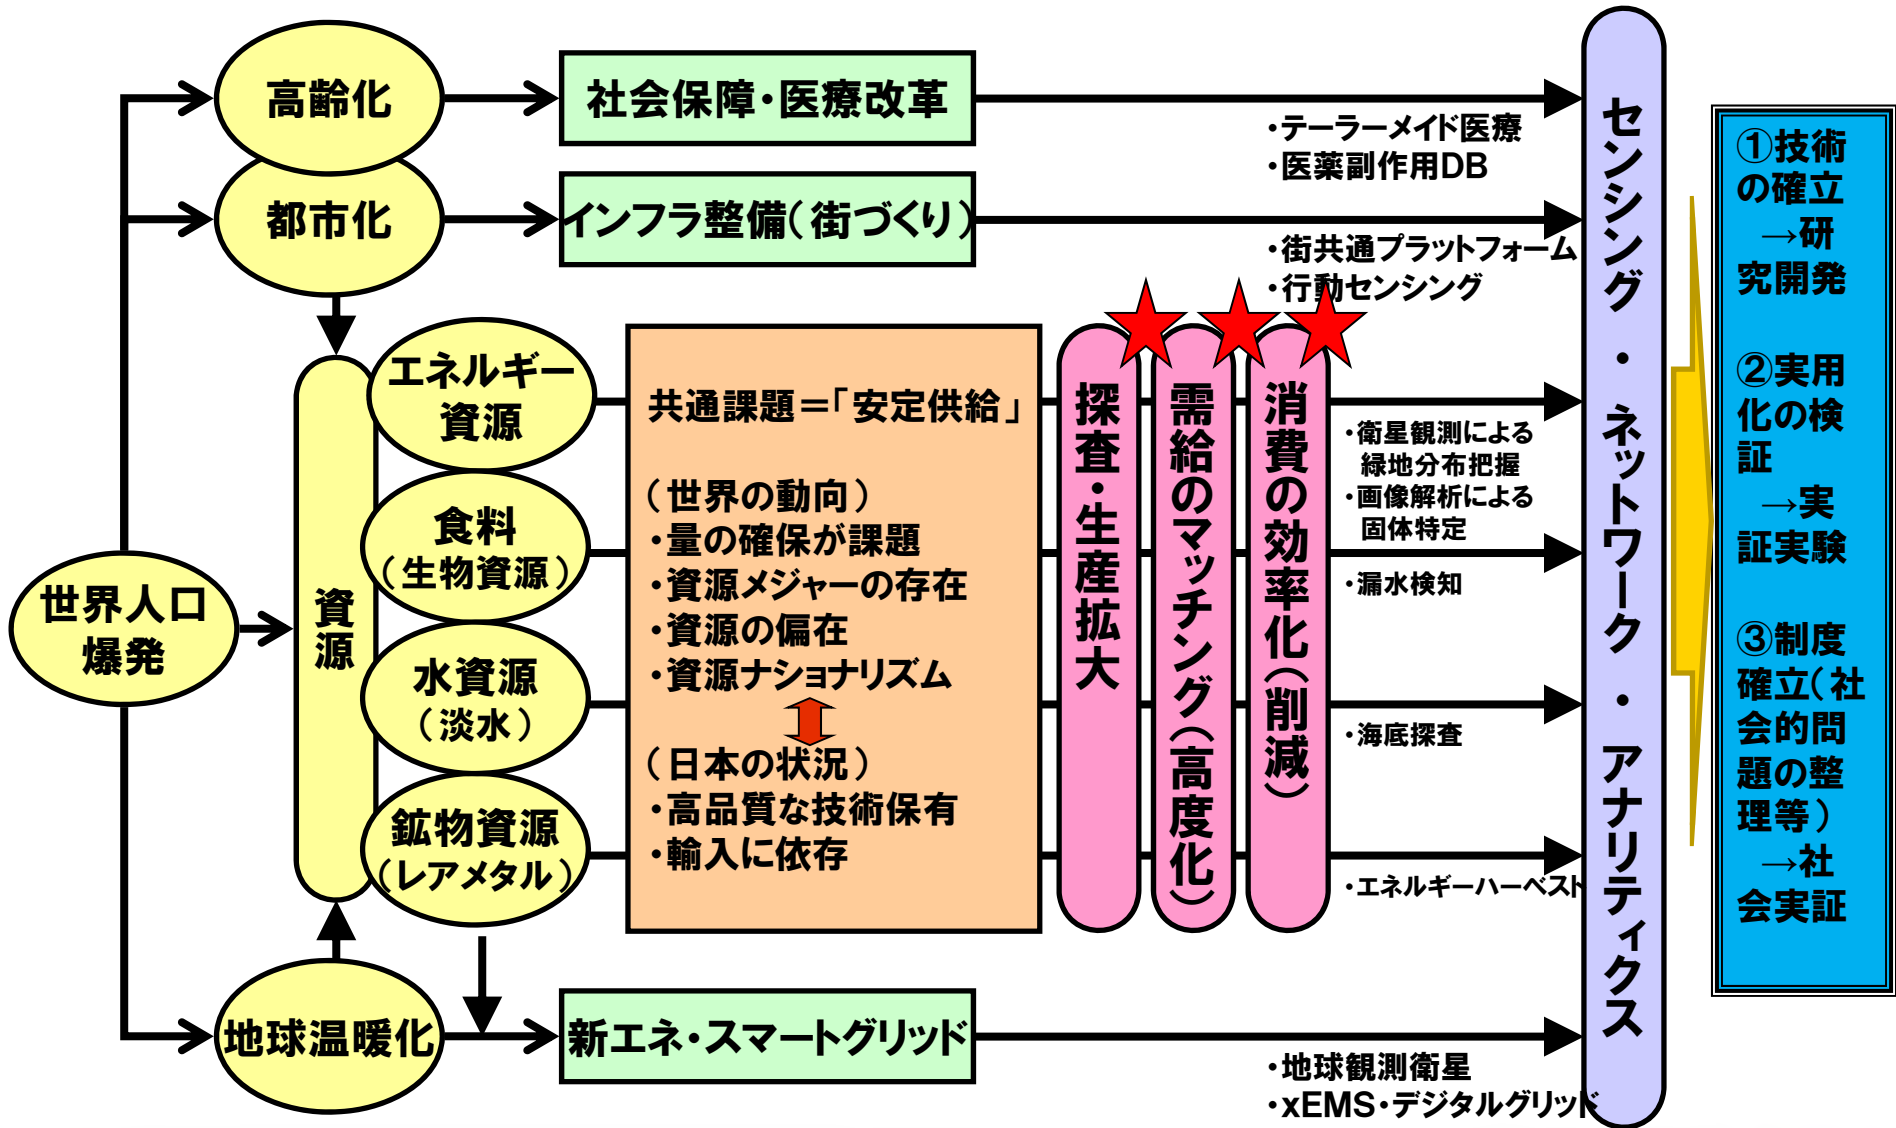 高齢化
社会保障・医療改革
・テーラーメイド医療
・医薬副作用DB
都市化
インフラ整備(街づくり)
・街共通プラットフォーム
・行動センシング
世界人口
爆発
資源
エネルギー
資源
食料
(生物資源)
水資源
(淡水)
鉱物資源
(レアメタル)
共通課題=「安定供給」
(世界の動向)
・量の確保が課題
・資源メジャーの存在
・資源の偏在
・資源ナショナリズム
(日本の状況)
・高品質な技術保有
・輸入に依存
探査・生産拡大
需給のマッチング(高度化)
消費の効率化(削減)
・衛星観測による
緑地分布把握
・画像解析による
固体特定
・漏水検知
・海底探査
・エネルギーハーベスト
地球温暖化
新エネ・スマートグリッド
・地球観測衛星
・xEMS・デジタルグリッド
センシング・ネットワーク・アナリティクス
①技術
の確立
→研
究開発
②実用
化の検
証
→実
証実験
③制度
確立(社
会的問
題の整
理等)
→社
会実証